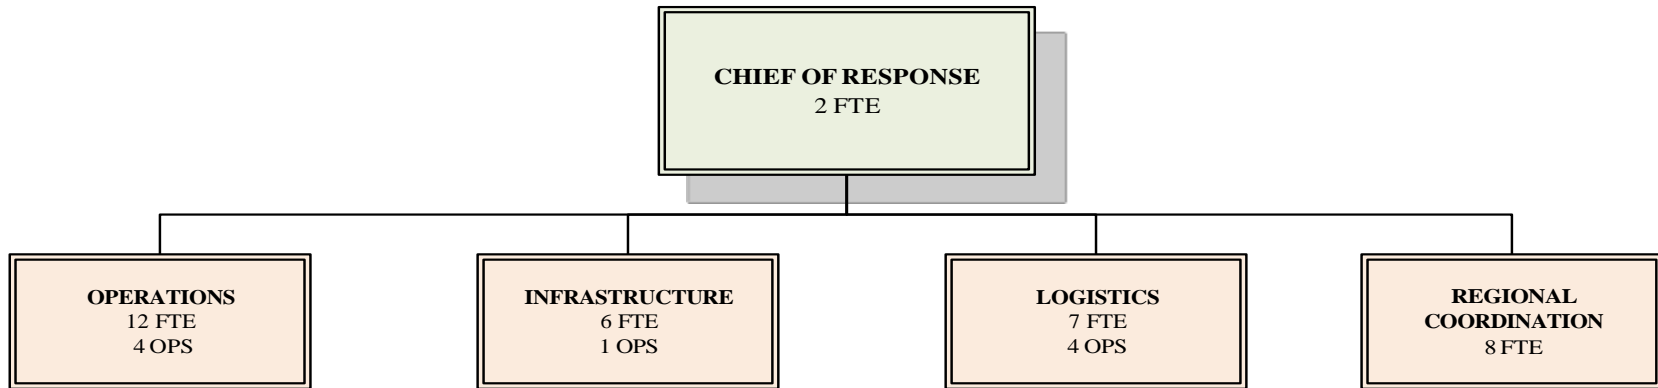 CHIEF OF RESPONSE
2 FTE
OPERATIONS
12 FTE
4 OPS
INFRASTRUCTURE
6 FTE
1 OPS
LOGISTICS
7 FTE
4 OPS
REGIONAL
COORDINATION
8 FTE